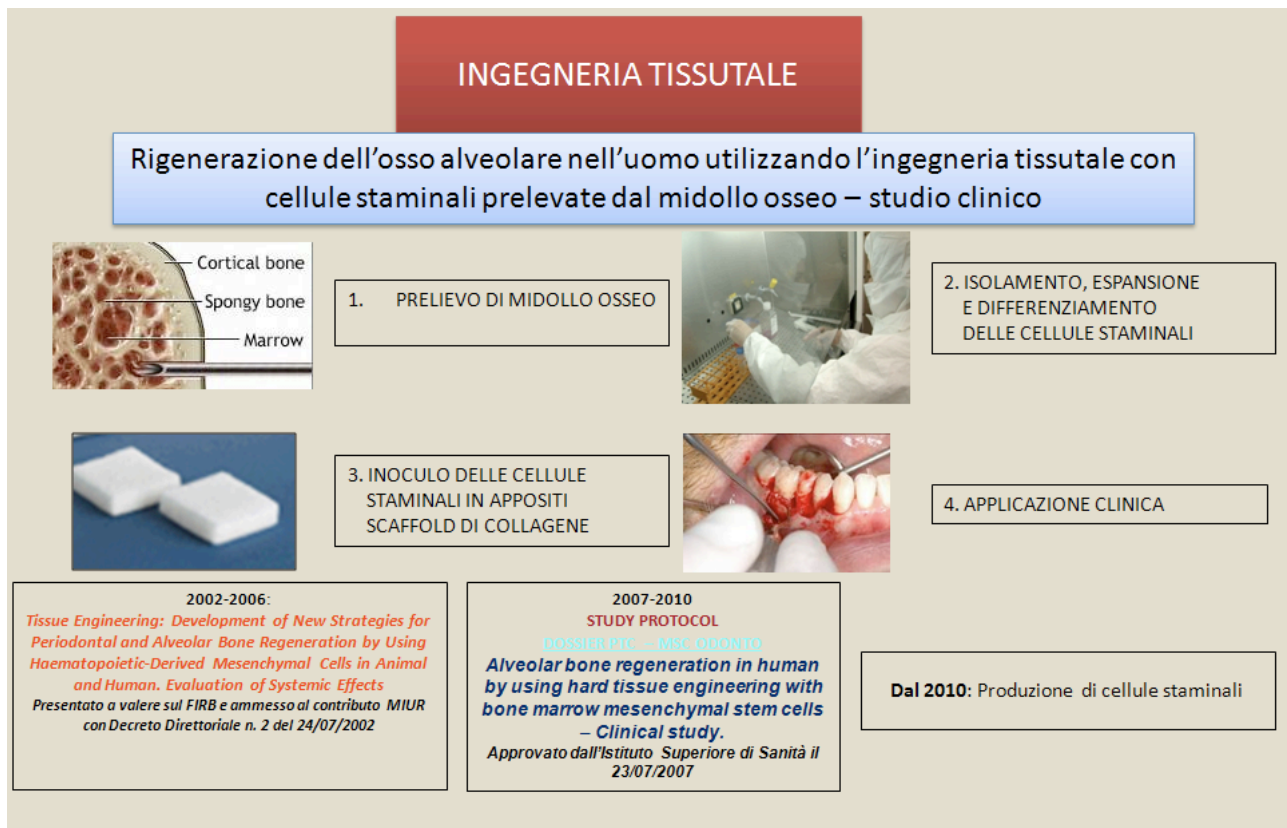 INGEGNERIA TISSUTALE
Rigenerazione dell'osso alveolare nell'uomo utilizzando l'ingegneria tissutale con
cellule staminali prelevate dal midollo osseo – studio clinico
Cortical bone
Spongy bone
Marrow
1. PRELIEVO DI MIDOLLO OSSEO
2. ISOLAMENTO, ESPANSIONE
E DIFFERENZIAMENTO
DELLE CELLULE STAMINALI
3. INOCULO DELLE CELLULE
STAMINALI IN APPOSITI
SCAFFOLD DI COLLAGENE
4. APPLICAZIONE CLINICA
2002-2006:
Tissue Engineering: Development of New Strategies for
Periodontal and Alveolar Bone Regeneration by Using
Haematopoietic-Derived Mesenchymal Cells in Animal
and Human. Evaluation of Systemic Effects
Presentato a valere sul FIRB e ammesso al contributo MIUR
con Decreto Direttoriale n. 2 del 24/07/2002
2007-2010
STUDY PROTOCOL
DOSSIER PTC – MSC ODONTO
Alveolar bone regeneration in human
by using hard tissue engineering with
bone marrow mesenchymal stem cells
– Clinical study.
Approvato dall'Istituto Superiore di Sanità il
23/07/2007
Dal 2010: Produzione di cellule staminali